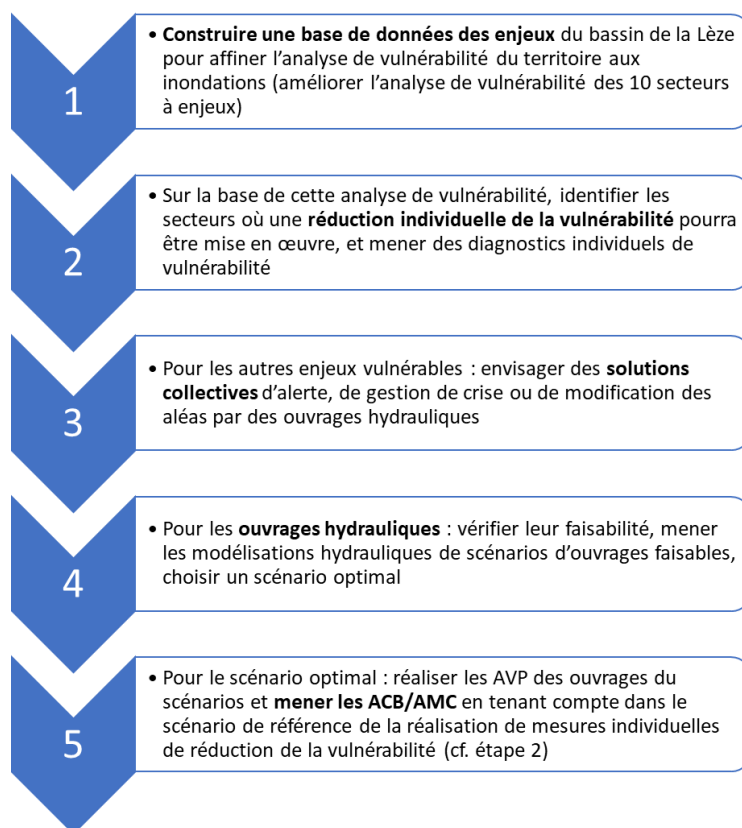 1
• Construire une base de données des enjeux du bassin de la Lèze
pour affiner l’analyse de vulnérabilité du territoire aux
inondations (améliorer l’analyse de vulnérabilité des 10 secteurs
à enjeux)
2
• Sur la base de cette analyse de vulnérabilité, identifier les
secteurs où une réduction individuelle de la vulnérabilité pourra
être mise en œuvre, et mener des diagnostics individuels de
vulnérabilité
3
• Pour les autres enjeux vulnérables : envisager des solutions
collectives d’alerte, de gestion de crise ou de modification des
aléas par des ouvrages hydrauliques
4
• Pour les ouvrages hydrauliques : vérifier leur faisabilité, mener
les modélisations hydrauliques de scénarios d’ouvrages faisables,
choisir un scénario optimal
5
• Pour le scénario optimal : réaliser les AVP des ouvrages du
scénarios et mener les ACB/AMC en tenant compte dans le
scénario de référence de la réalisation de mesures individuelles
de réduction de la vulnérabilité (cf. étape 2)